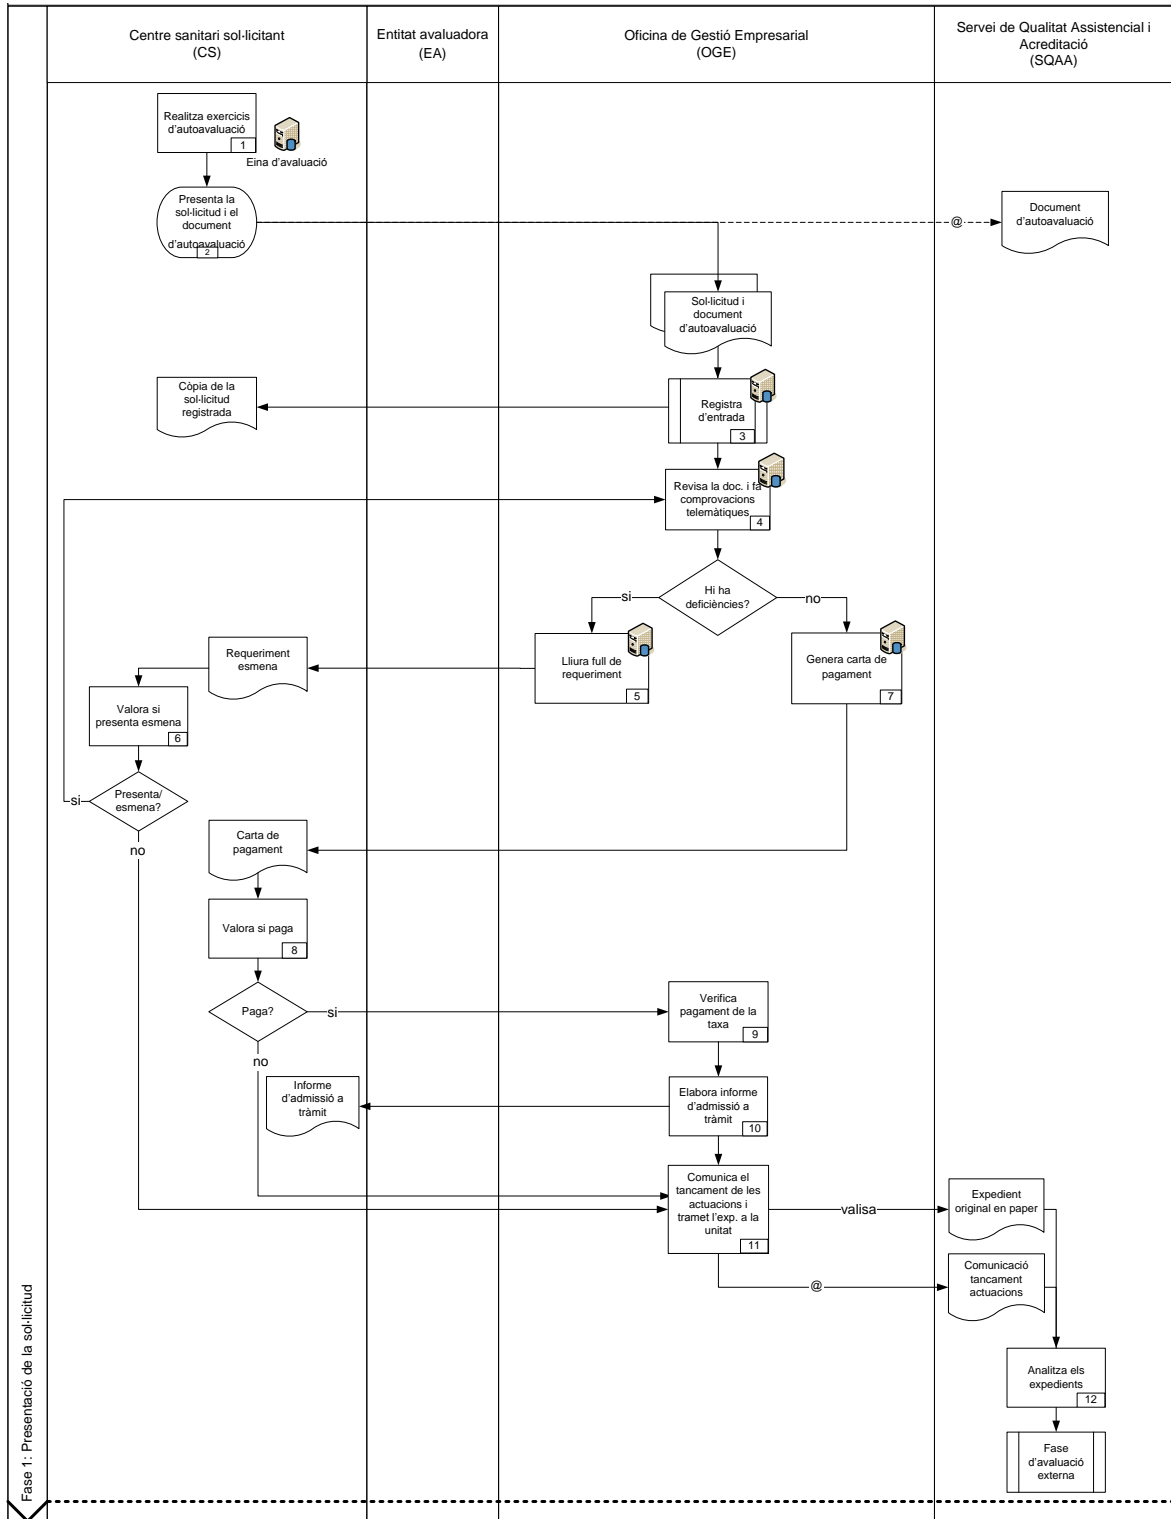 Centre sanitari sol·licitant
(CS)
Entitat avaluadora
(EA)
Oficina de Gestió Empresarial
(OGE)
Servei de Qualitat Assistencial i
Acreditació
(SQAA)
Realitza exercicis
d'autoavaluació
1
Eina d'avaluació
Presenta la
sol·licitud i el
document
d'autoavaluació
2
@
Document
d'autoavaluació
Sol·licitud i
document
d'autoavaluació
Còpia de la
sol·licitud
registrada
Registra
d'entrada
3
Revisa la doc. i fa
comprovacions
telemàtiques
4
Hi ha
deficiències?
si
no
Requeriment
esmena
Lliura full de
requeriment
5
Genera carta de
pagament
7
Valora si
presenta esmena
6
Presenta/
esmena?
si
no
Carta de
pagament
Valora si paga
8
Paga?
si
no
Verifica
pagament de la
taxa
9
Informe
d'admissió a
tràmit
Elabora informe
d'admissió a
tràmit
10
Comunica el
tancament de les
actuacions i
tramet l'exp. a la
unitat
11
valisa
Expedient
original en paper
@
Comunicació
tancament
actuacions
Analitza els
expedients
12
Fase
d'avaluació
externa
Fase 1: Presentació de la sol·licitud